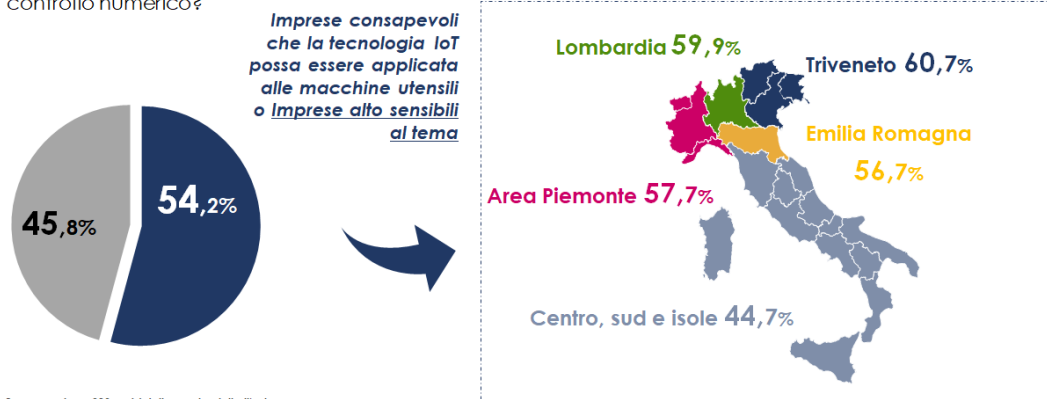 controllo numerico?
Imprese consapevoli
che la tecnologia IoT
possa essere applicata
alle macchine utensili
o Imprese alto sensibili
al tema
54,2%
45,8%
Lombardia 59,9%
Triveneto 60,7%
Emilia Romagna
56,7%
Area Piemonte 57,7%
Centro, sud e isole 44,7%